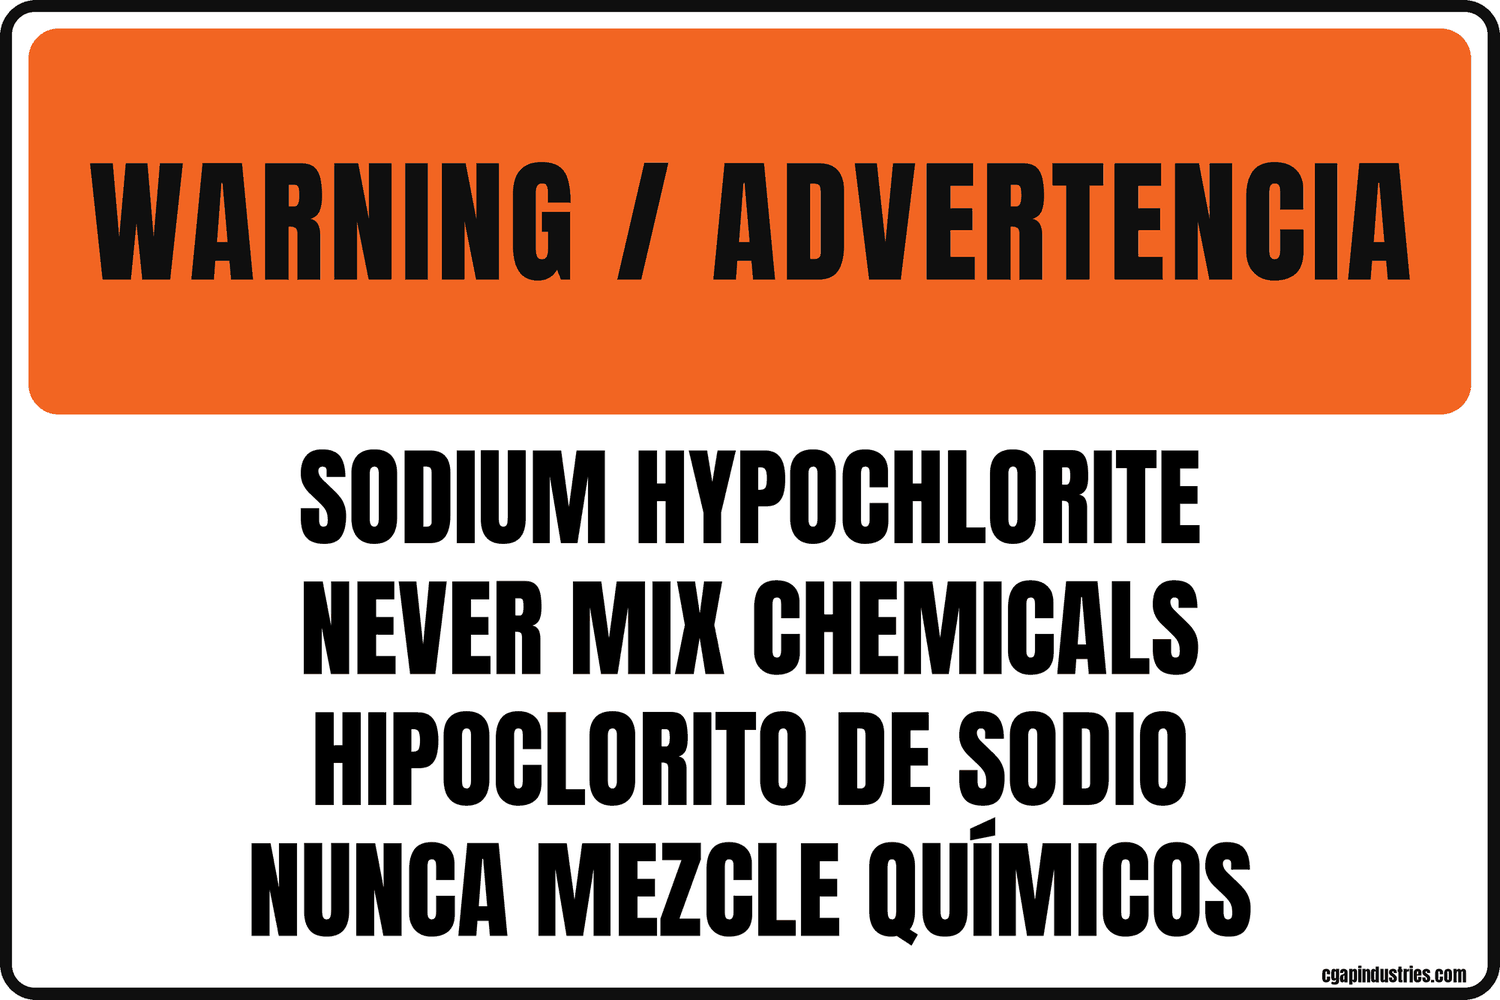 WARNING / ADVERTENCIA
SODIUM HYPOCHLORITE
NEVER MIX CHEMICALS
HIPOCLORITO DE SODIO
NUNCA MEZCLE QUÍMICOS
cgapindustries.com